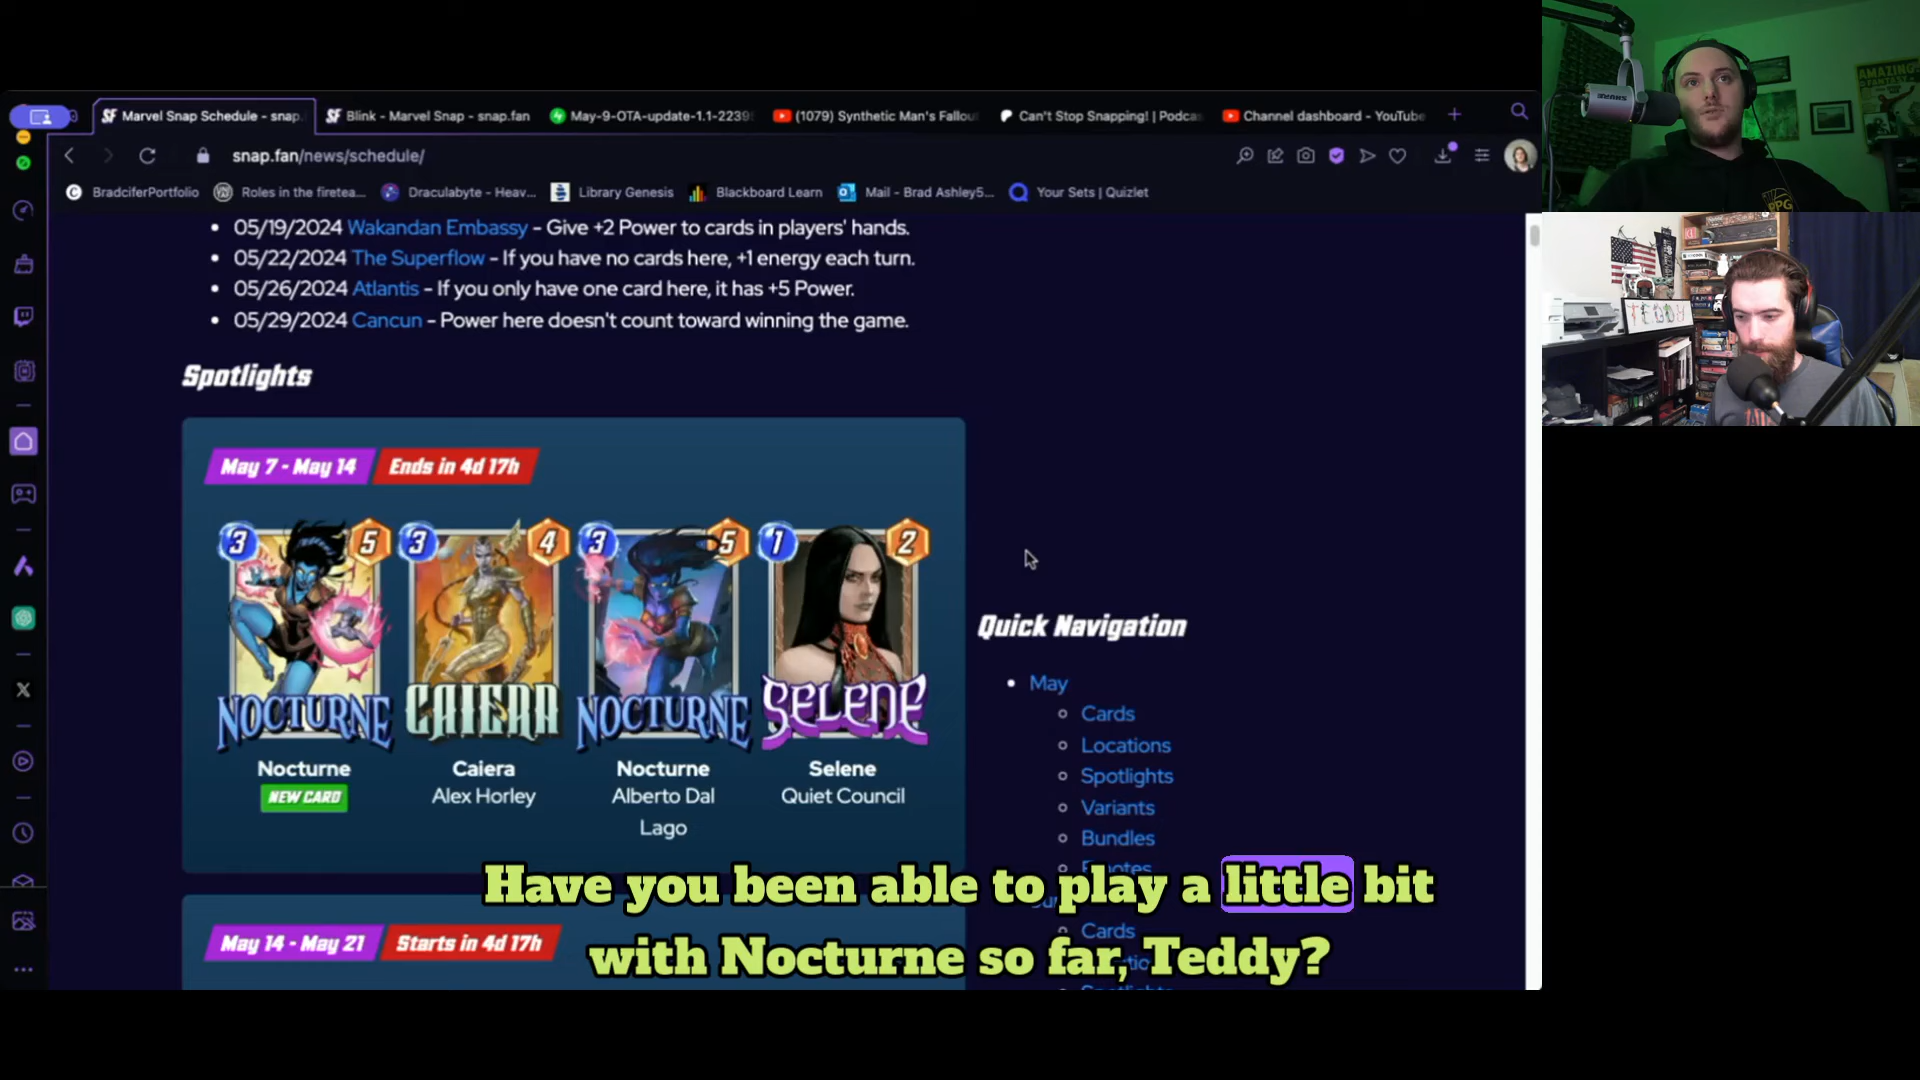 Marvel Snap Schedule - snap.
Blink - Marvel Snap - snap.fan
May-9-OTA-update-1.1-2239
(1079) Synthetic Man's Fallou
Can't Stop Snapping! | Podca
Channel dashboard - YouTube
snap.fan/news/schedule/
BradciferPortfolio
Roles in the firetea...
Draculabyte - Heav...
Library Genesis
Blackboard Learn
Mail - Brad Ashley5...
Your Sets | Quizlet
05/19/2024 Wakandan Embassy - Give +2 Power to cards in players' hands.
05/22/2024 The Superflow - If you have no cards here, +1 energy each turn.
05/26/2024 Atlantis - If you only have one card here, it has +5 Power.
05/29/2024 Cancun - Power here doesn't count toward winning the game.
Spotlights
May 7 - May 14
Ends in 4d 17h
3 5 3 4 3 5 1 2
NOCTURNE CAIERA NOCTURNE SELENE
Nocturne
NEW CARD
Caiera
Alex Horley
Nocturne
Alberto Dal
Lago
Selene
Quiet Council
Quick Navigation
May
Cards
Locations
Spotlights
Variants
Bundles
Emotes
Cards
Spotlights
May 14 - May 21
Starts in 4d 17h
Have you been able to play a little bit
with Nocturne so far, Teddy?
SHURE
AMAZING
FANTASY
PPG
TEDDY